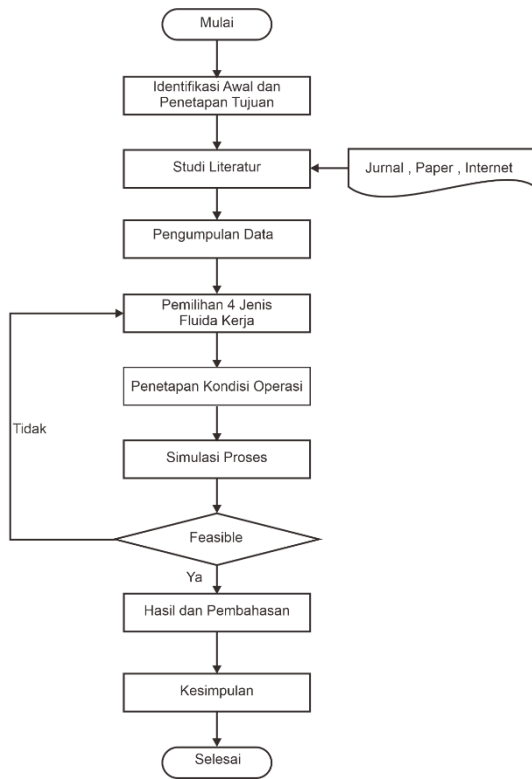 Mulai
Identifikasi Awal dan
Penetapan Tujuan
Studi Literatur
Jurnal , Paper , Internet
Pengumpulan Data
Pemilihan 4 Jenis
Fluida Kerja
Penetapan Kondisi Operasi
Tidak
Simulasi Proses
Feasible
Ya
Hasil dan Pembahasan
Kesimpulan
Selesai